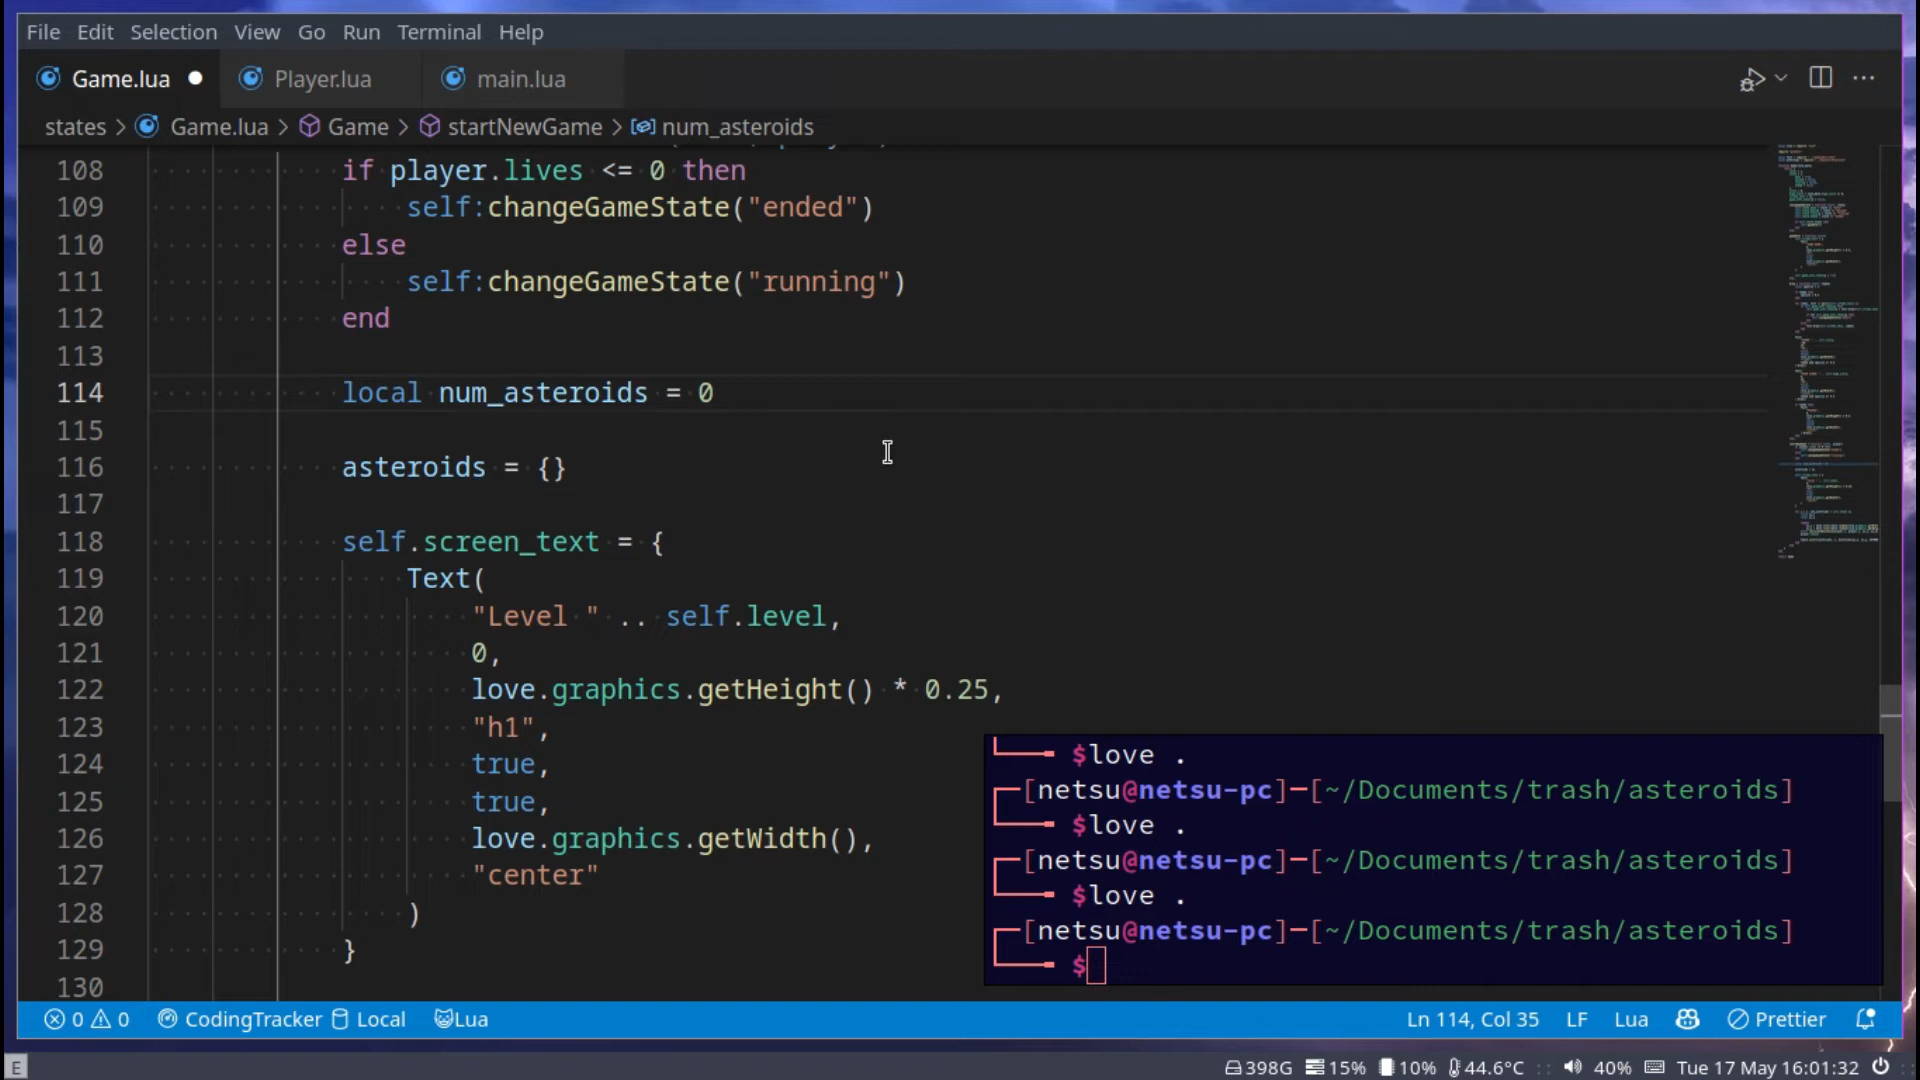 File Edit Selection View Go Run Terminal Help
Game.lua Player.lua main.lua
states > Game.lua > Game > startNewGame > num_asteroids
108 if player.lives <= 0 then
109 self:changeGameState("ended")
110 else
111 self:changeGameState("running")
112 end
113
114 local num_asteroids = 0
115
116 asteroids = {}
117
118 self.screen_text = {
119 Text(
120 "Level " .. self.level,
121 0,
122 love.graphics.getHeight() * 0.25,
123 "h1",
124 true,
125 true,
126 love.graphics.getWidth(),
127 "center"
128 )
129 }
130
$love .
[netsu@netsu-pc]-[~/Documents/trash/asteroids]
$love .
[netsu@netsu-pc]-[~/Documents/trash/asteroids]
$love .
[netsu@netsu-pc]-[~/Documents/trash/asteroids]
$
0 0 CodingTracker Local Lua Ln 114, Col 35 LF Lua Prettier
E 398G 15% 10% 44.6°C 40% Tue 17 May 16:01:32